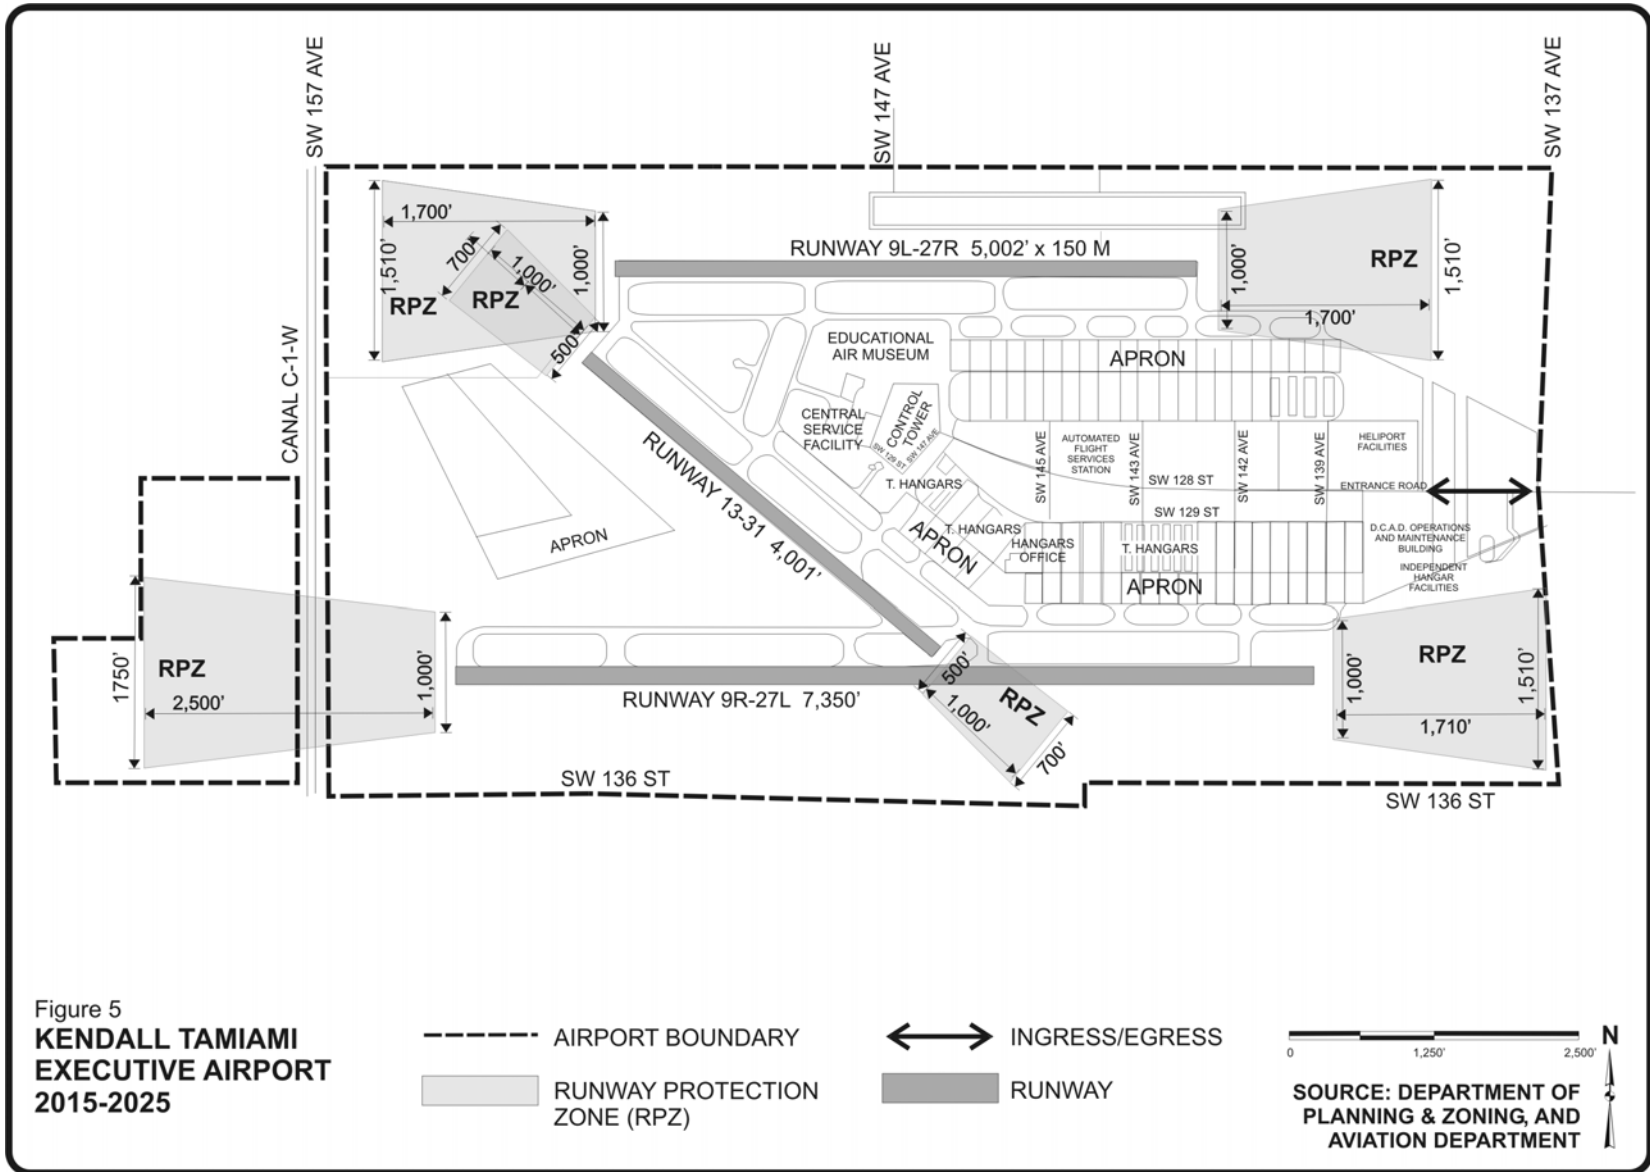 SW 157 AVE
SW 147 AVE
SW 137 AVE
CANAL C-1-W
1,700’
1,510’
1,000’
RPZ
700’
1,000’
RPZ
500’
RUNWAY 9L-27R 5,002’ x 150 M
1,000’
RPZ
1,510’
1,700’
EDUCATIONAL
AIR MUSEUM
APRON
CENTRAL
SERVICE
FACILITY
CONTROL
TOWER
SW 129 ST
SW 147 AVE
SW 145 AVE
AUTOMATED
FLIGHT
SERVICES
STATION
SW 143 AVE
SW 142 AVE
SW 139 AVE
HELIPORT
FACILITIES
T. HANGARS
SW 128 ST
ENTRANCE ROAD
SW 129 ST
RUNWAY 13-31 4,001’
APRON
APRON
T. HANGARS
HANGARS
OFFICE
T. HANGARS
APRON
D.C.A.D. OPERATIONS
AND MAINTENANCE
BUILDING
INDEPENDENT
HANGAR
FACILITIES
1750’
RPZ
2,500’
1,000’
RUNWAY 9R-27L 7,350’
500’
1,000’
RPZ
700’
1,000’
RPZ
1,510’
1,710’
SW 136 ST
SW 136 ST
Figure 5
KENDALL TAMIAMI
EXECUTIVE AIRPORT
2015-2025
AIRPORT BOUNDARY
RUNWAY PROTECTION
ZONE (RPZ)
INGRESS/EGRESS
RUNWAY
0 1,250’ 2,500’
N
SOURCE: DEPARTMENT OF
PLANNING & ZONING, AND
AVIATION DEPARTMENT